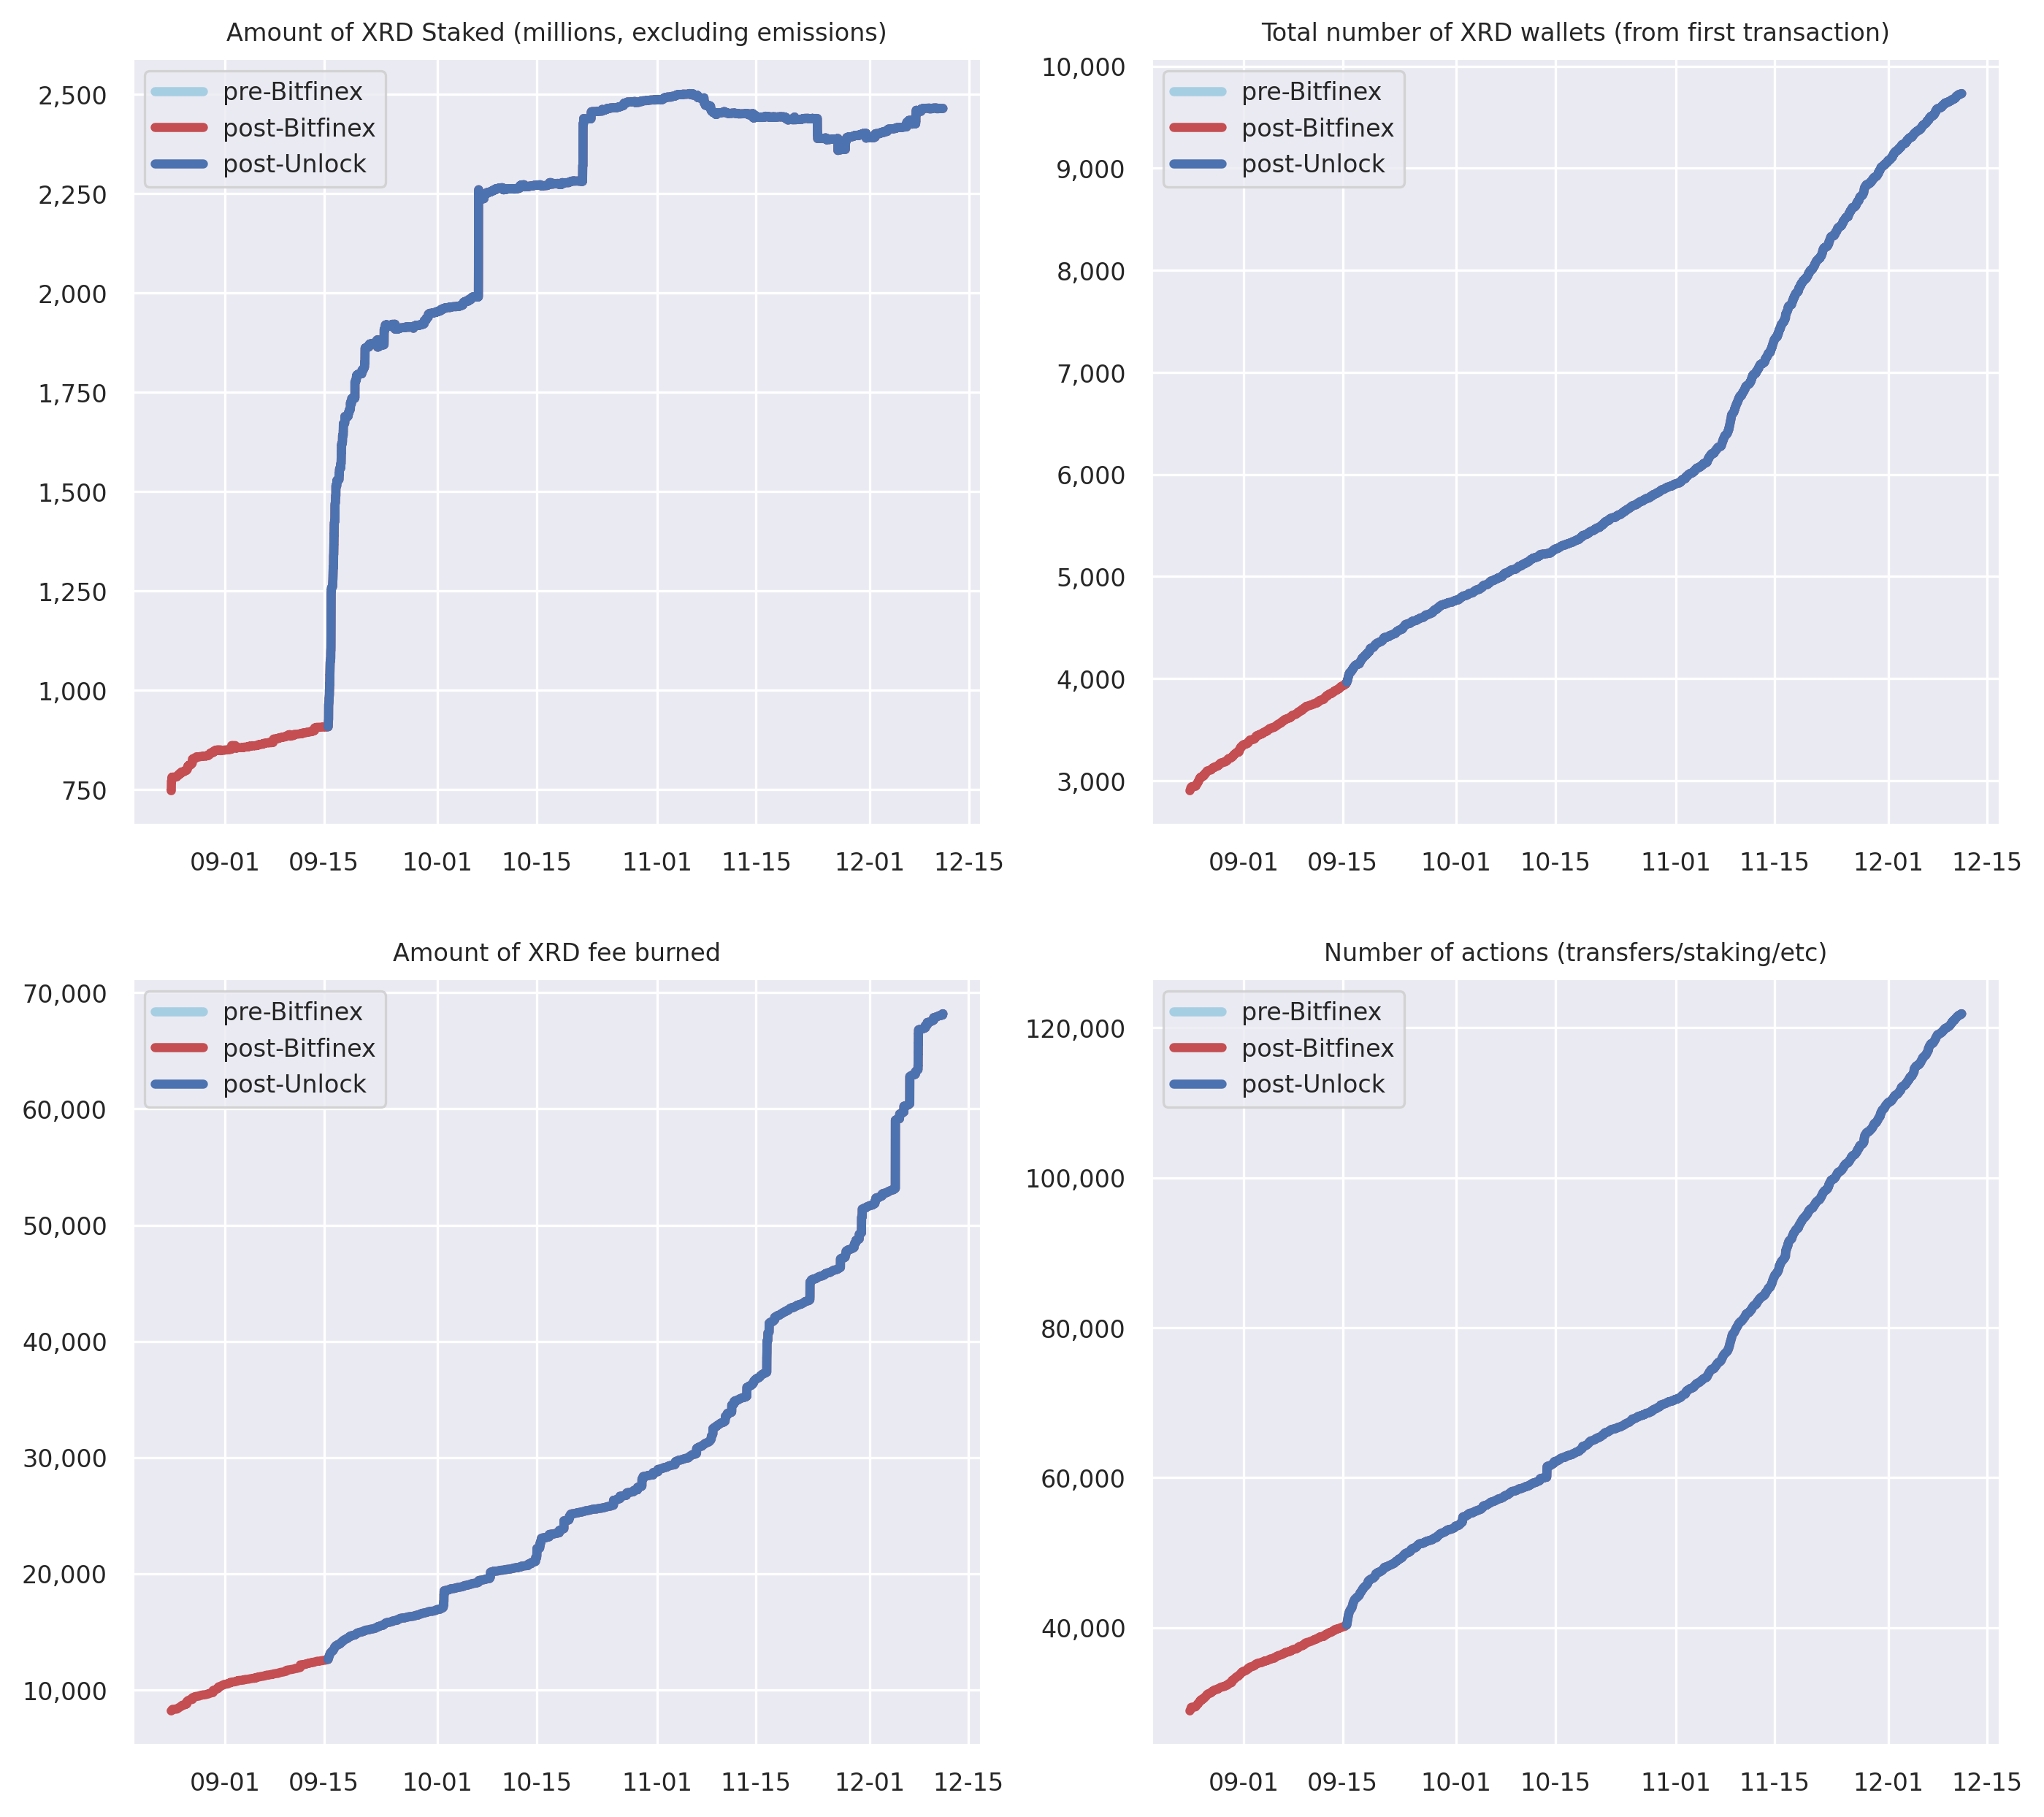 Amount of XRD Staked (millions, excluding emissions)
pre-Bitfinex
post-Bitfinex
post-Unlock
2,500
2,250
2,000
1,750
1,500
1,250
1,000
750
09-01 09-15 10-01 10-15 11-01 11-15 12-01 12-15
Total number of XRD wallets (from first transaction)
pre-Bitfinex
post-Bitfinex
post-Unlock
10,000
9,000
8,000
7,000
6,000
5,000
4,000
3,000
09-01 09-15 10-01 10-15 11-01 11-15 12-01 12-15
Amount of XRD fee burned
pre-Bitfinex
post-Bitfinex
post-Unlock
70,000
60,000
50,000
40,000
30,000
20,000
10,000
09-01 09-15 10-01 10-15 11-01 11-15 12-01 12-15
Number of actions (transfers/staking/etc)
pre-Bitfinex
post-Bitfinex
post-Unlock
120,000
100,000
80,000
60,000
40,000
09-01 09-15 10-01 10-15 11-01 11-15 12-01 12-15